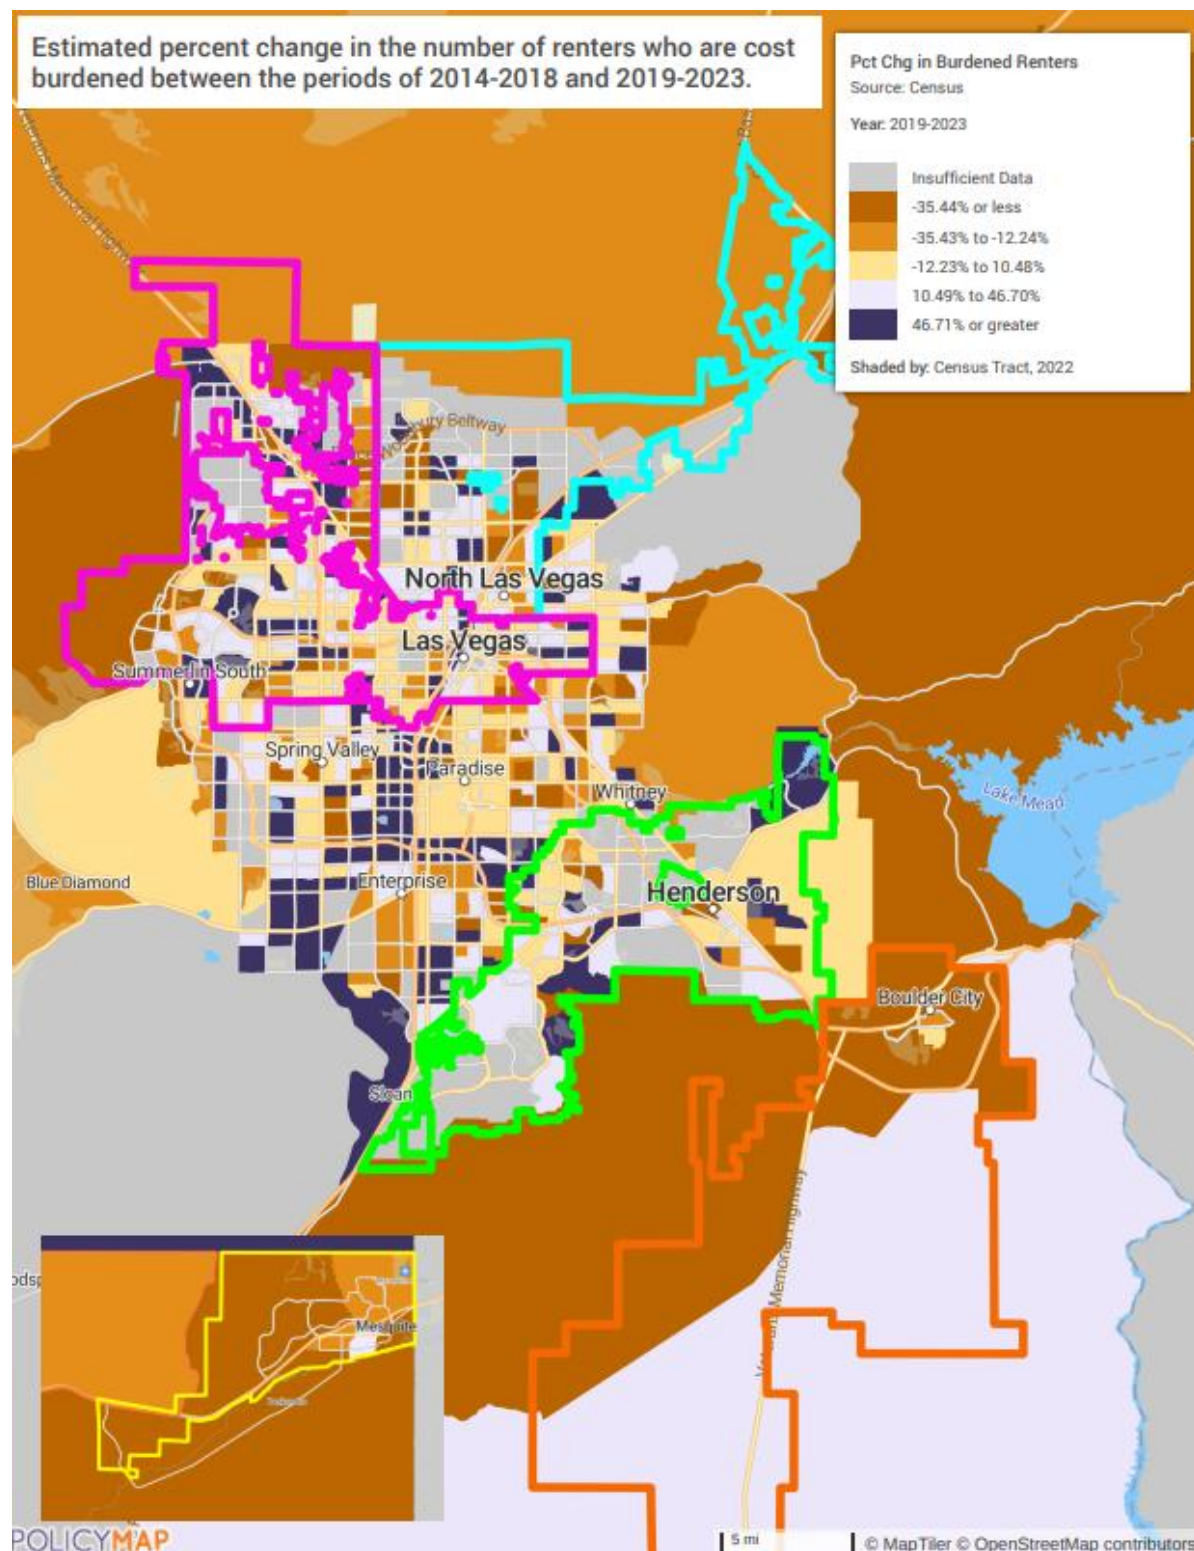 Estimated percent change in the number of renters who are cost
burdened between the periods of 2014-2018 and 2019-2023.
Pct Chg in Burdened Renters
Source: Census
Year: 2019-2023
Insufficient Data
-35.44% or less
-35.43% to -12.24%
-12.23% to 10.48%
10.49% to 46.70%
46.71% or greater
Shaded by: Census Tract, 2022
Beltway
North Las Vegas
Las Vegas
Summerlin South
Spring Valley
Paradise
Whitney
Lake Mead
Blue Diamond
Enterprise
Henderson
Boulder City
Sloan
Memorial Highway
Mesquite
POLICYMAP
5 mi
© MapTiler © OpenStreetMap contributors